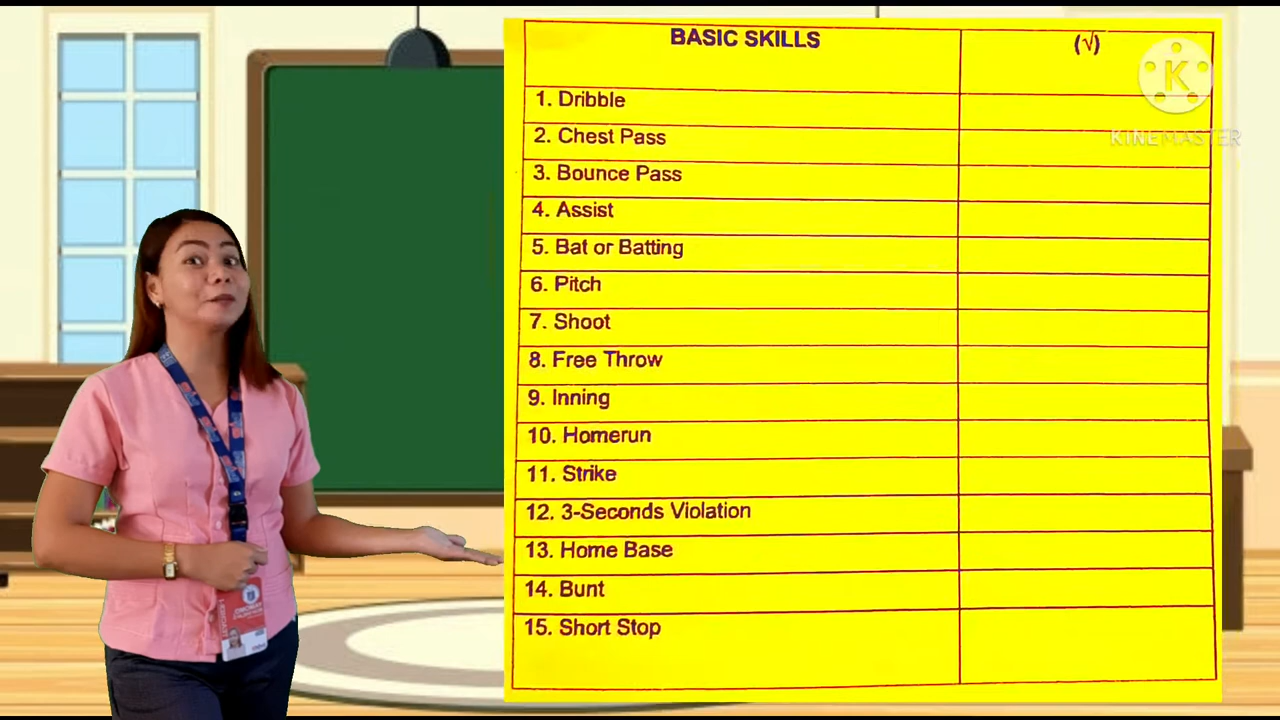 BASIC SKILLS (√)
1. Dribble
2. Chest Pass
3. Bounce Pass
4. Assist
5. Bat or Batting
6. Pitch
7. Shoot
8. Free Throw
9. Inning
10. Homerun
11. Strike
12. 3-Seconds Violation
13. Home Base
14. Bunt
15. Short Stop
K
KINEMASTER